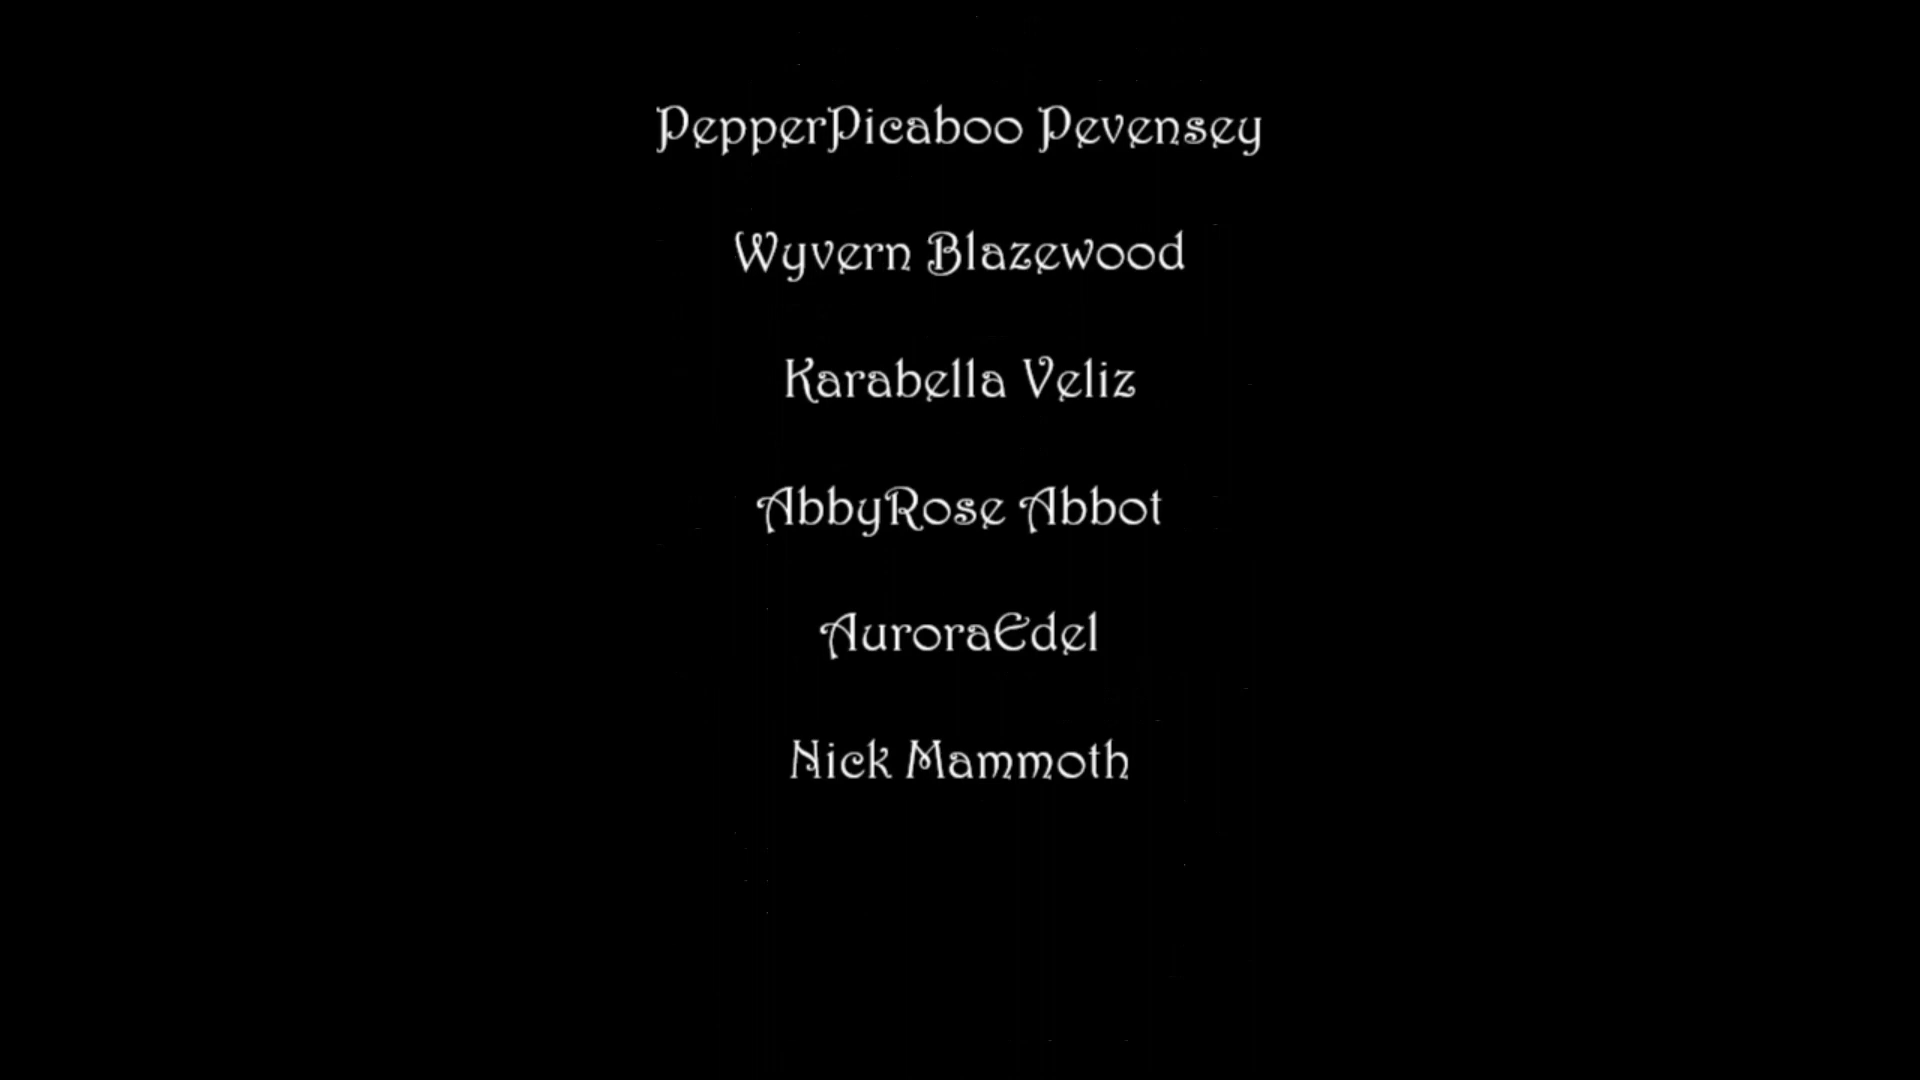 PepperPicaboo Pevensey
Wyvern Blazewood
Karabella Veliz
AbbyRose Abbot
AuroraEdel
Nick Mammoth